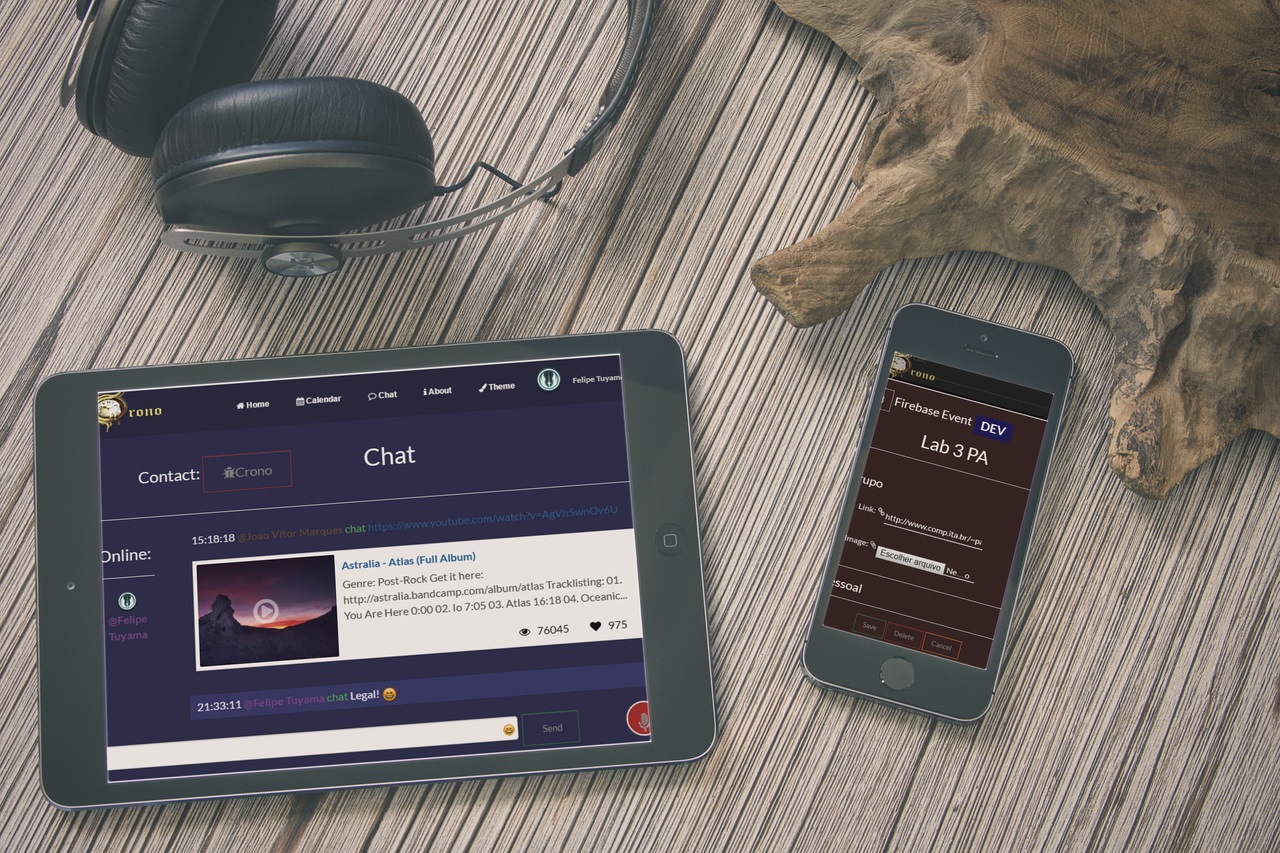 rono
Home Calendar Chat About Theme Felipe Tuyam
Chat
Contact: Crono
Online:
@Felipe
Tuyama
15:18:18 @Joao Vitor Marques chat https://www.youtube.com/watch?v=AgVhSwnOv6U
Astralia - Atlas (Full Album)
Genre: Post-Rock Get it here:
http://astralia.bandcamp.com/album/atlas Tracklisting: 01.
You Are Here 0:00 02. Io 7:05 03. Atlas 16:18 04. Oceanic...
76045 975
21:33:11 @Felipe Tuyama chat Legal!
Send
rono
Firebase Event DEV
Lab 3 PA
rupo
Link: http://www.comp.ita.br/~pi
Image: Escolher arquivo Ne... o
essoal
Save Delete Cancel